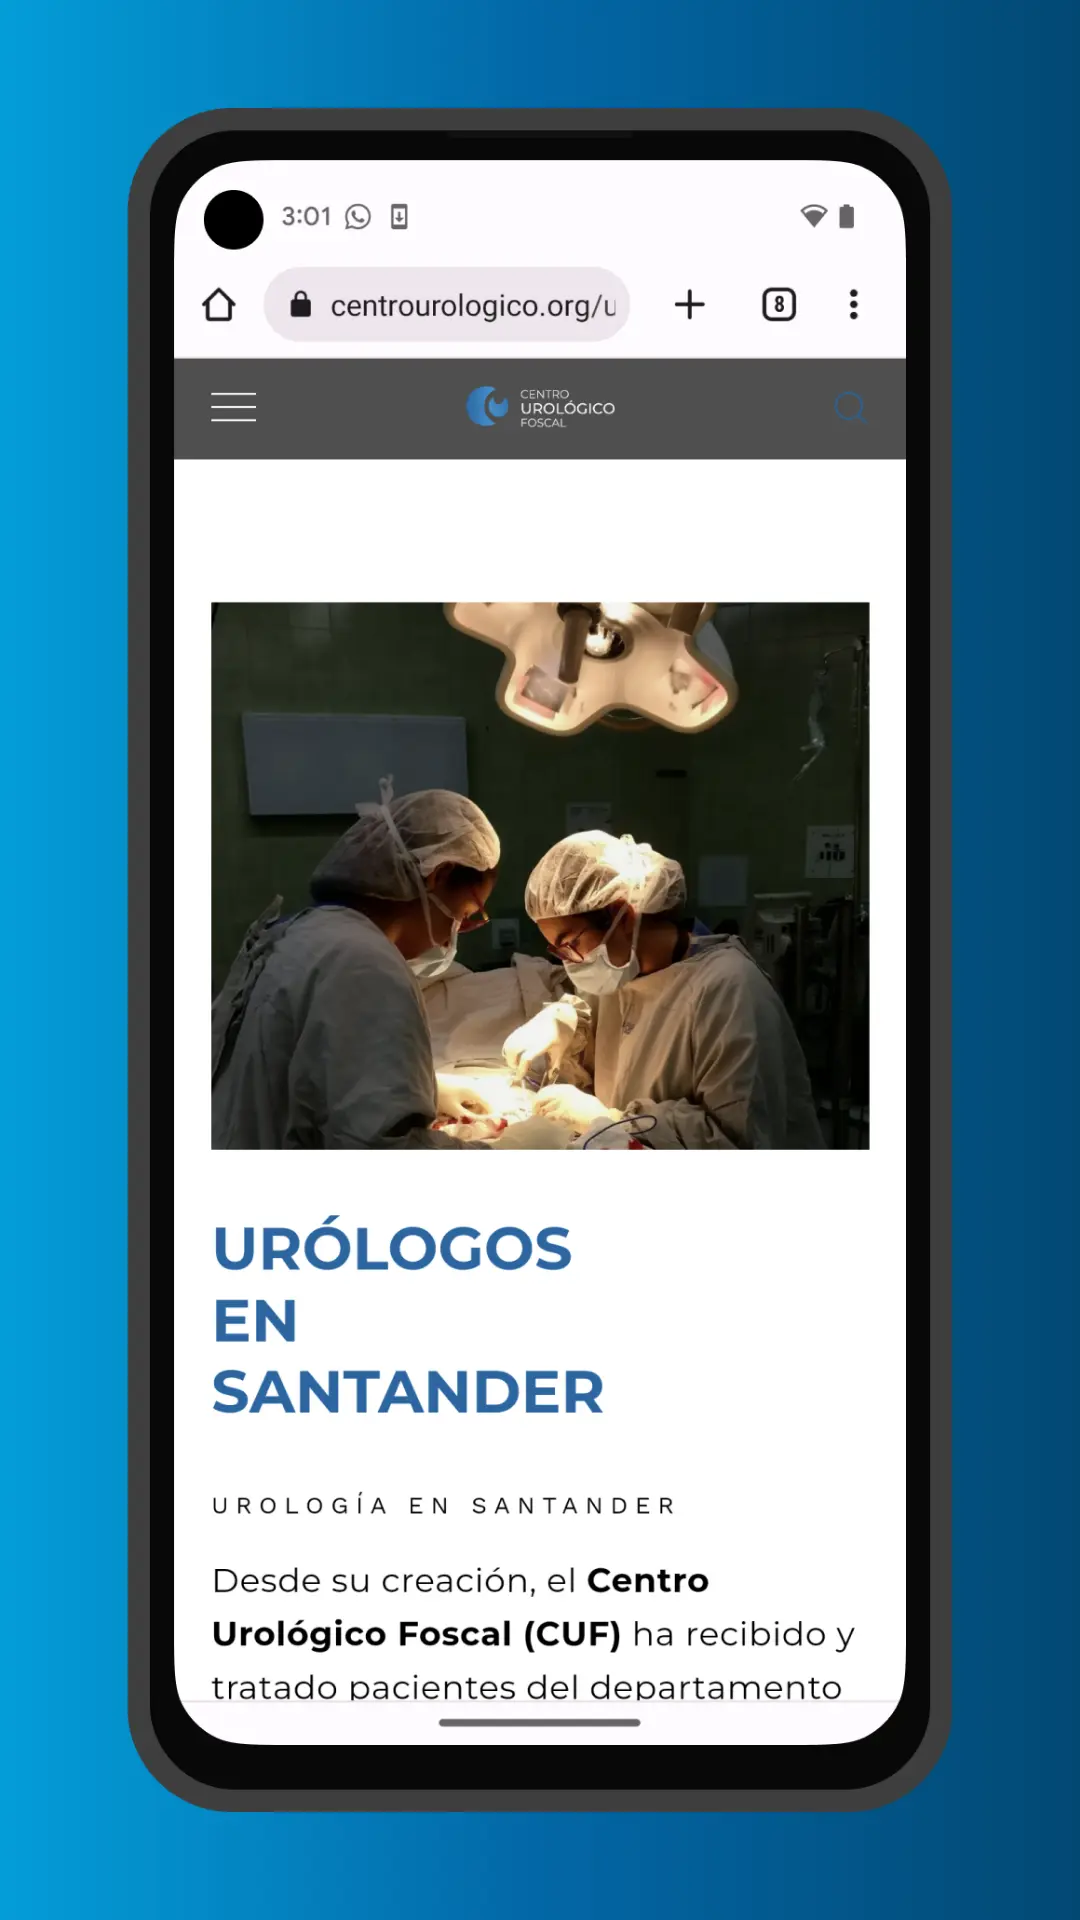 3:01
centrourologico.org/u
8
CENTRO
UROLÓGICO
FOSCAL
URÓLOGOS
EN
SANTANDER
UROLOGÍA EN SANTANDER
Desde su creación, el Centro
Urológico Foscal (CUF) ha recibido y
tratado pacientes del departamento